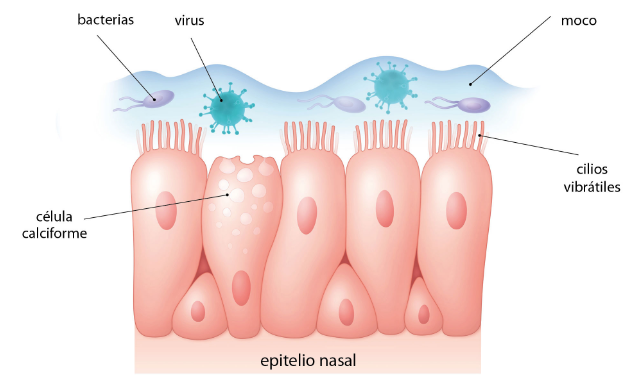 bacterias
virus
moco
cilios
vibrátiles
célula
calciforme
epitelio nasal